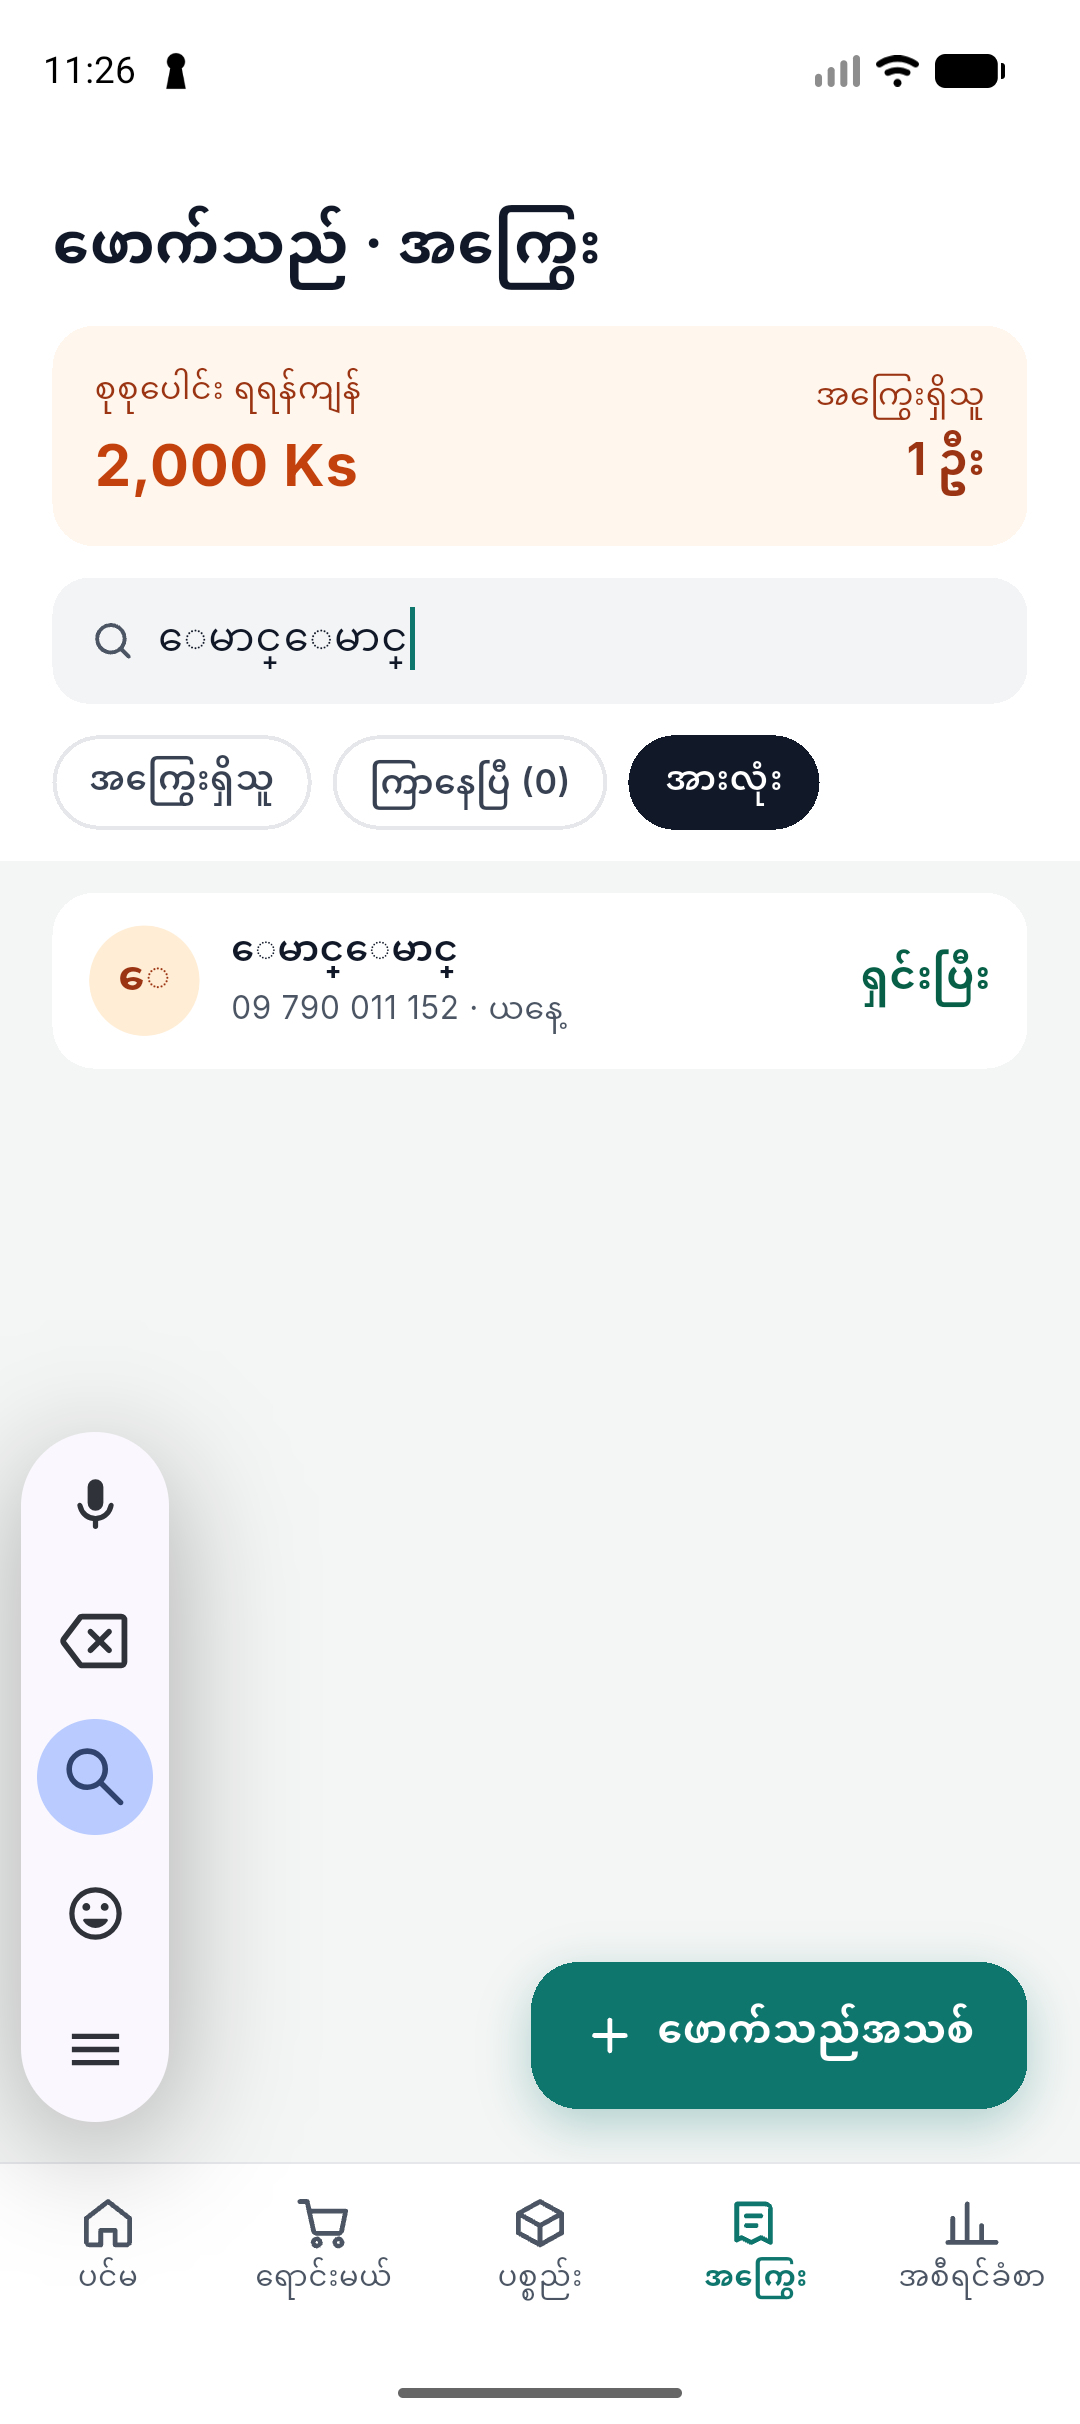 11:26
ဖောက်သည် · အကြွေး
စုစုပေါင်း ရရန်ကျန်
အကြွေးရှိသူ
2,000 Ks
1 ဦး
ေမာင္ေမာင္
အကြွေးရှိသူ
ကြာနေပြီ (0)
အားလုံး
ေ
ေမာင္ေမာင္
09 790 011 152 · ယနေ့
ရှင်းပြီး
+ ဖောက်သည်အသစ်
ပင်မ
ရောင်းမယ်
ပစ္စည်း
အကြွေး
အစီရင်ခံစာ